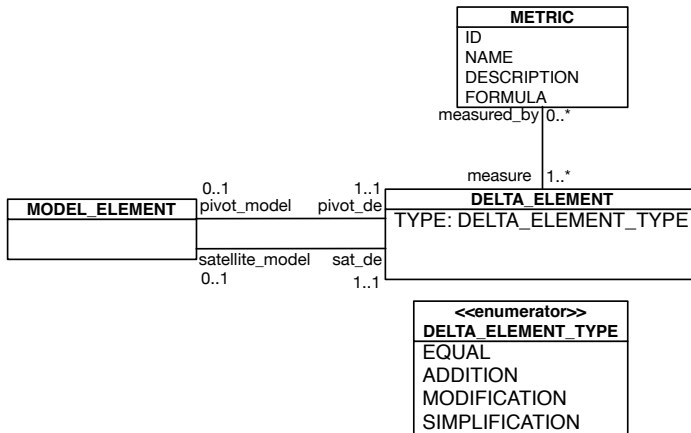 METRIC
ID
NAME
DESCRIPTION
FORMULA
measured_by 0..*
measure 1..*
0..1 1..1
MODEL_ELEMENT pivot_model pivot_de DELTA_ELEMENT
TYPE: DELTA_ELEMENT_TYPE
satellite_model sat_de
0..1 1..1
<<enumerator>>
DELTA_ELEMENT_TYPE
EQUAL
ADDITION
MODIFICATION
SIMPLIFICATION